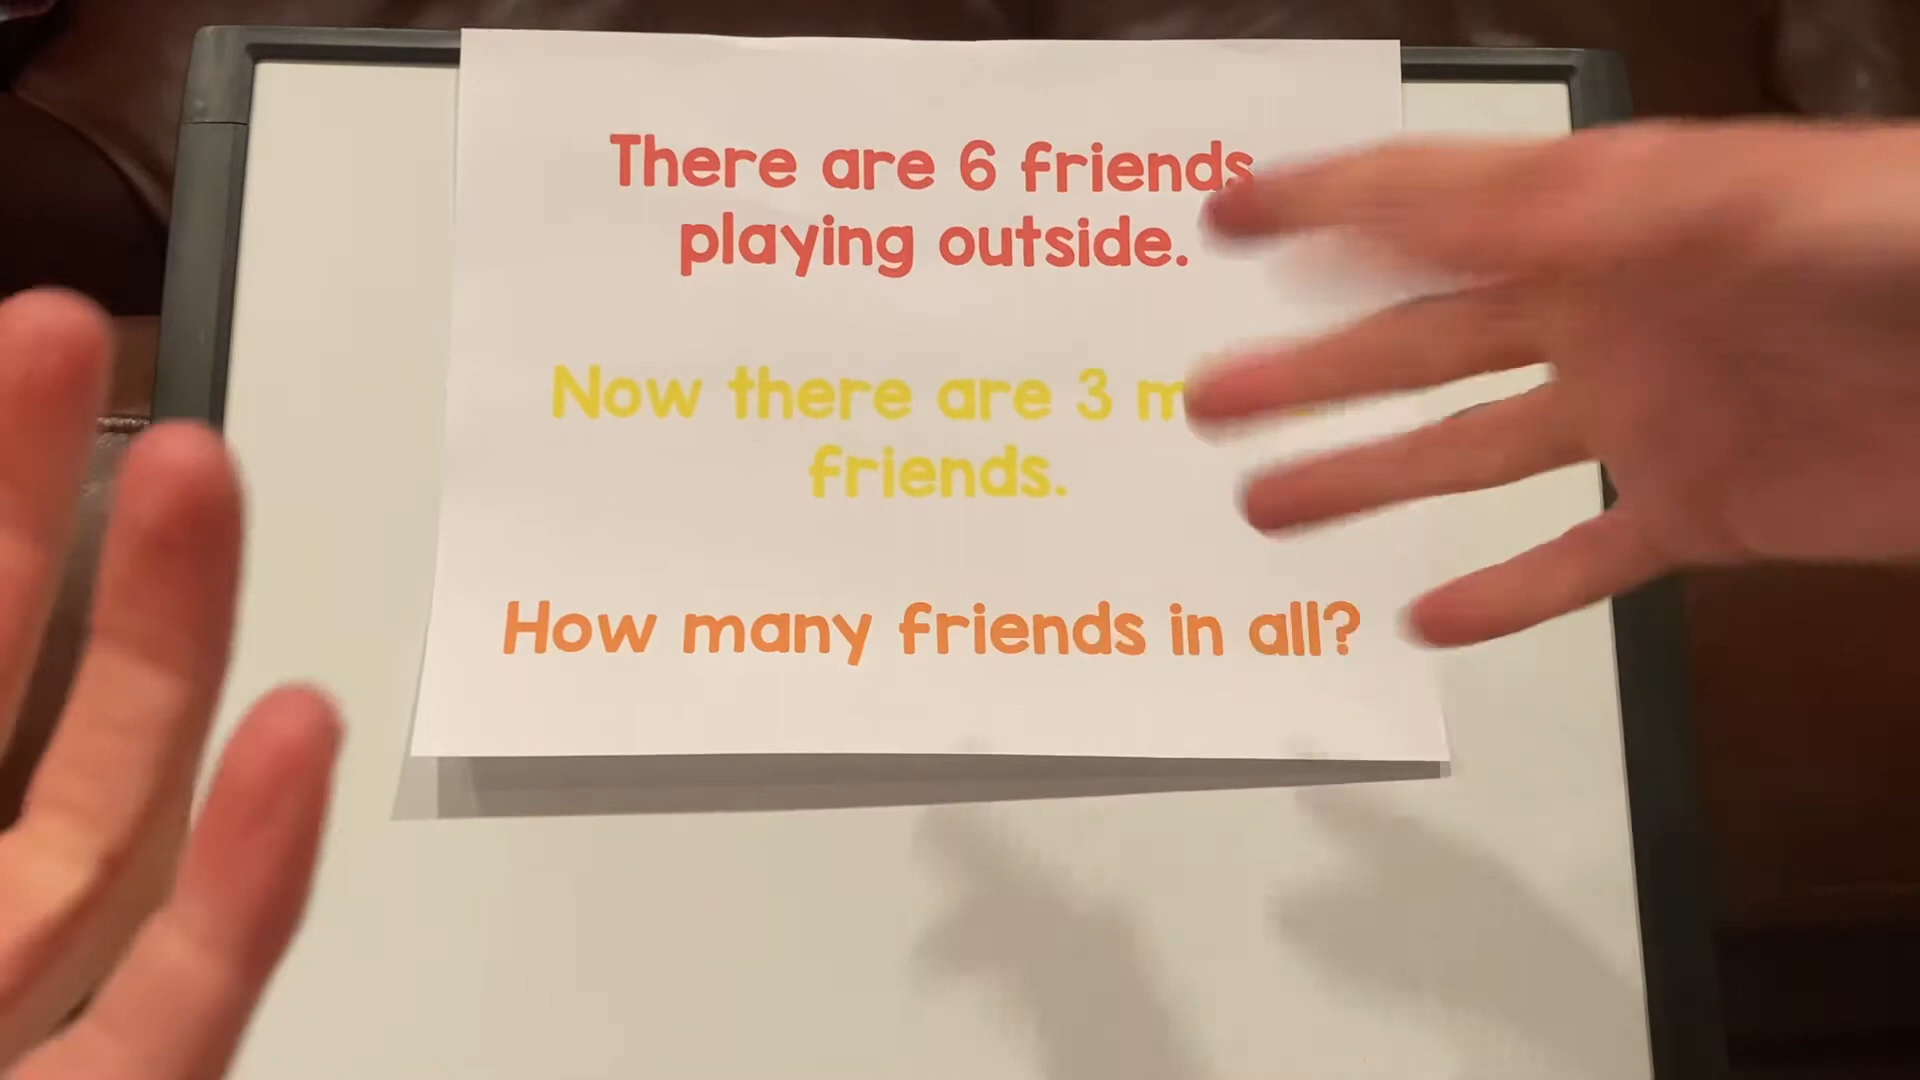 There are 6 friends
playing outside.
Now there are 3
friends.
How many friends in all?